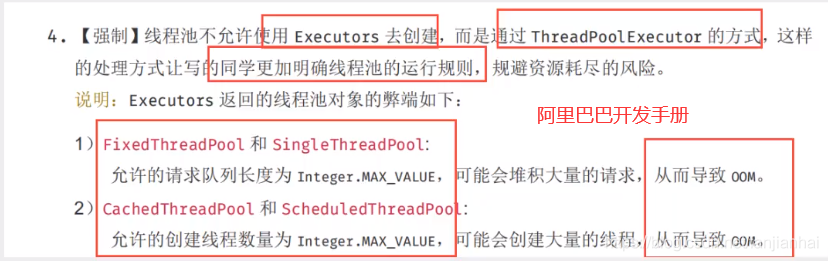 4. 【强制】线程池不允许使用 Executors 去创建，而是通过 ThreadPoolExecutor 的方式，这样
的处理方式让写的同学更加明确线程池的运行规则，规避资源耗尽的风险。
说明：Executors 返回的线程池对象的弊端如下：
阿里巴巴开发手册
1）FixedThreadPool 和 SingleThreadPool:
允许的请求队列长度为 Integer.MAX_VALUE，可能会堆积大量的请求，从而导致 OOM。
2）CachedThreadPool 和 ScheduledThreadPool:
允许的创建线程数量为 Integer.MAX_VALUE，可能会创建大量的线程，从而导致 OOM。